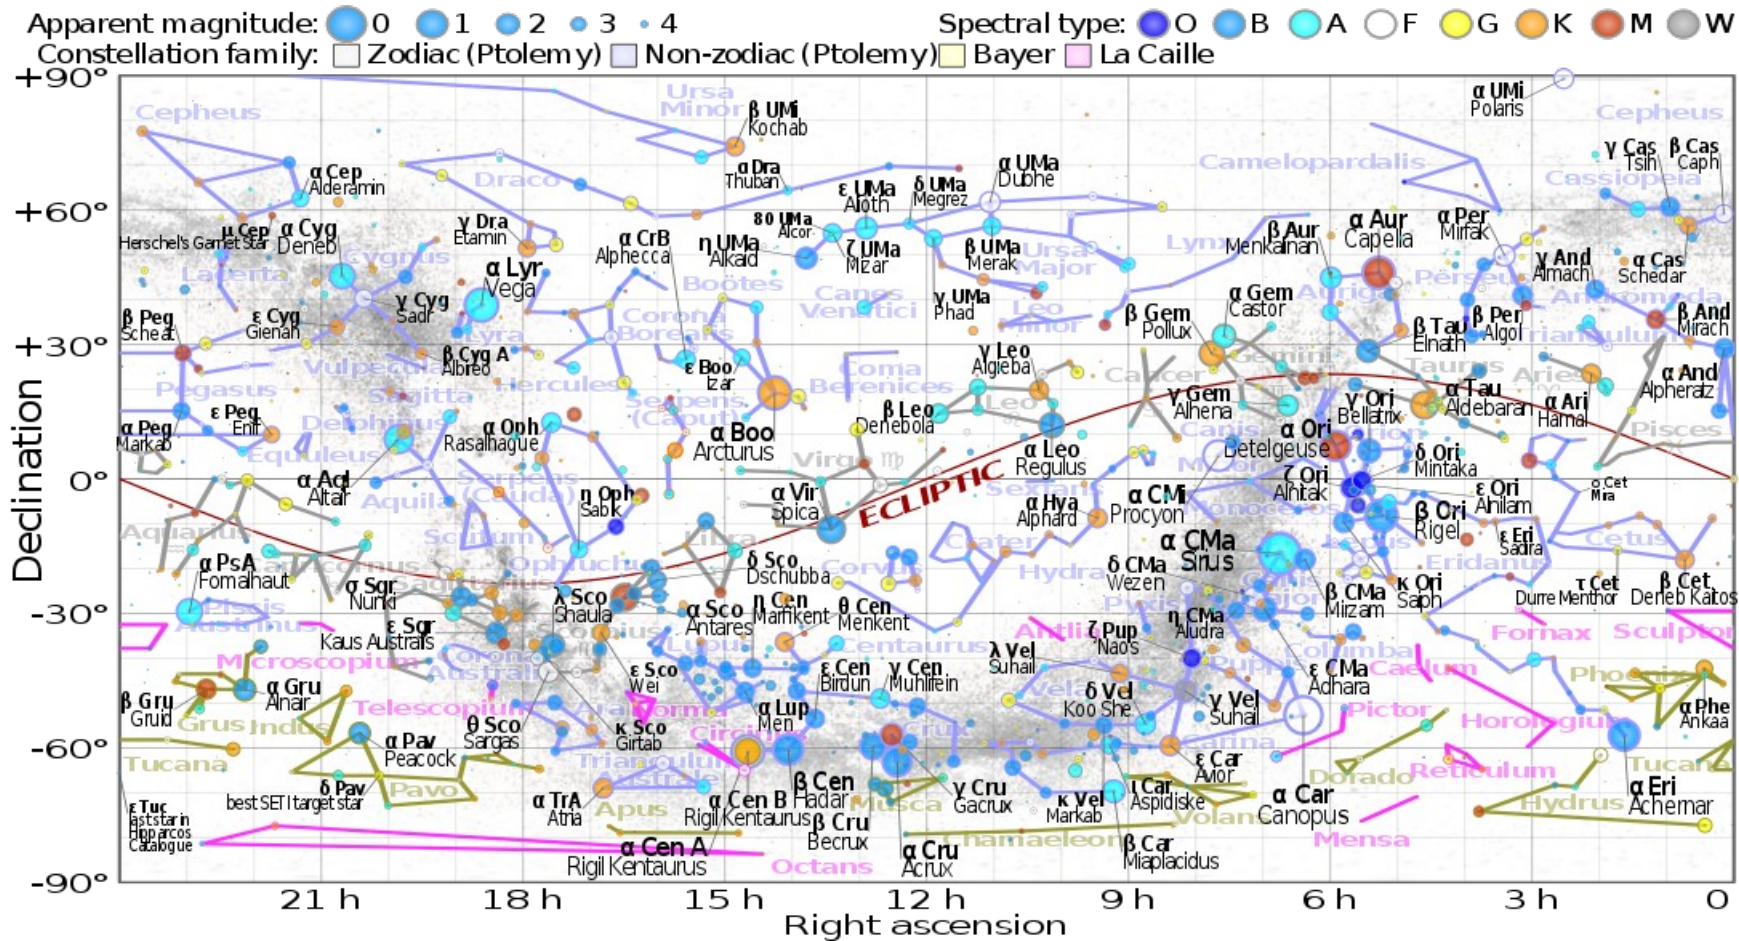 Apparent magnitude: 0 1 2 3 4 Spectral type: O B A F G K M W
Constellation family: Zodiac (Ptolemy) Non-zodiac (Ptolemy) Bayer La Caille
Declination
+90°
+60°
+30°
0°
-30°
-60°
-90°
Cepheus
Ursa
Minor
β UMi
Kochab
α UMi
Polaris
Cepheus
α Cep
Alderamin
Draco
α Dra
Thuban
ε UMa
Alioth
δ UMa
Megrez
α UMa
Dubhe
Camelopardalis
γ Cas
Tsih
β Cas
Caph
Cassiopeia
μ Cep
Herschel's Garnet Star
α Cyg
Deneb
γ Dra
Etamin
α CrB
Alphecca
η UMa
Alkaid
80 UMa
Alcor
ζ UMa
Mizar
β UMa
Merak
Ursa
Major
Lynx
β Aur
Menkalinan
α Aur
Capella
α Per
Mirfak
γ And
Almach
α Cas
Schedar
Lacerta
Cygnus
α Lyr
Vega
Boötes
Canes
Venatici
γ UMa
Phad
Leo
Minor
α Gem
Castor
Auriga
Perseus
Andromeda
β Peg
Scheat
ε Cyg
Gienah
γ Cyg
Sadr
Lyra
Corona
Borealis
β Gem
Pollux
β Tau
Elnath
β Per
Algol
Triangulum
β And
Mirach
Vulpecula
β Cyg A
Albireo
Hercules
ε Boo
Izar
Coma
Berenices
γ Leo
Algieba
Cancer
Gemini
Taurus
Aries
α And
Alpheratz
Pegasus
Sagitta
Serpens
(Caput)
β Leo
Denebola
Leo
γ Gem
Alhena
γ Ori
Bellatrix
α Tau
Aldebaran
α Ari
Hamal
α Peg
Markab
ε Peg
Enif
Delphinus
α Oph
Rasalhague
α Boo
Arcturus
α Leo
Regulus
Canis
α Ori
Betelgeuse
Orion
Pisces
Equuleus
α Aql
Altair
Virgo
δ Ori
Mintaka
Aquila
Serpens
(Cauda)
η Oph
Sabik
α Vir
Spica
ECLIPTIC
Sextans
α Hya
Alphard
α CMi
Procyon
ζ Ori
Alnitak
ε Ori
Alnilam
ο Cet
Mira
Aquarius
Scutum
Libra
Crater
Monoceros
β Ori
Rigel
ε Eri
Sadira
Cetus
α PsA
Fomalhaut
Capricornus
Sagittarius
Ophiuchus
δ Sco
Dschubba
Corvus
Hydra
α CMa
Sirius
Lepus
Eridanus
σ Sgr
Nunki
λ Sco
Shaula
α Sco
Antares
η Cen
Marfikent
θ Cen
Menkent
δ CMa
Wezen
β CMa
Mirzam
κ Ori
Saiph
τ Cet
Durre Menthor
β Cet
Deneb Kaitos
Piscis
Austrinus
ε Sgr
Kaus Australis
Scorpius
Lupus
Centaurus
Antlia
Pyxis
ζ Pup
Naos
η CMa
Aludra
Columba
Fornax
Sculptor
Microscopium
Corona
Australis
ε Sco
Wei
ε Cen
Birdun
γ Cen
Muhlifein
λ Vel
Suhail
Puppis
ε CMa
Adhara
Caelum
Phoenix
β Gru
Gruid
α Gru
Alnair
Grus
Indus
Telescopium
Ara
Norma
α Lup
Men
Vela
δ Vel
Koo She
γ Vel
Suhail
Pictor
Horologium
α Phe
Ankaa
θ Sco
Sargas
κ Sco
Girtab
Circinus
Crux
Carina
Tucana
α Pav
Peacock
Pavo
δ Pav
best SETI target star
Triangulum
Australe
β Cen
Hadar
Musca
γ Cru
Gacrux
κ Vel
Markab
ι Car
Aspidiske
ε Car
Avior
Volans
α Car
Canopus
Dorado
Reticulum
Hydrus
Tucana
α Eri
Achernar
ε Tuc
last star in
Hipparcos
Catalogue
α TrA
Atria
Apus
α Cen B
Rigil Kentaurus
β Cru
Becrux
Chamaeleon
Mensa
α Cen A
Rigil Kentaurus
Octans
α Cru
Acrux
β Car
Miaplacidus
21 h 18 h 15 h 12 h 9 h 6 h 3 h 0
Right ascension